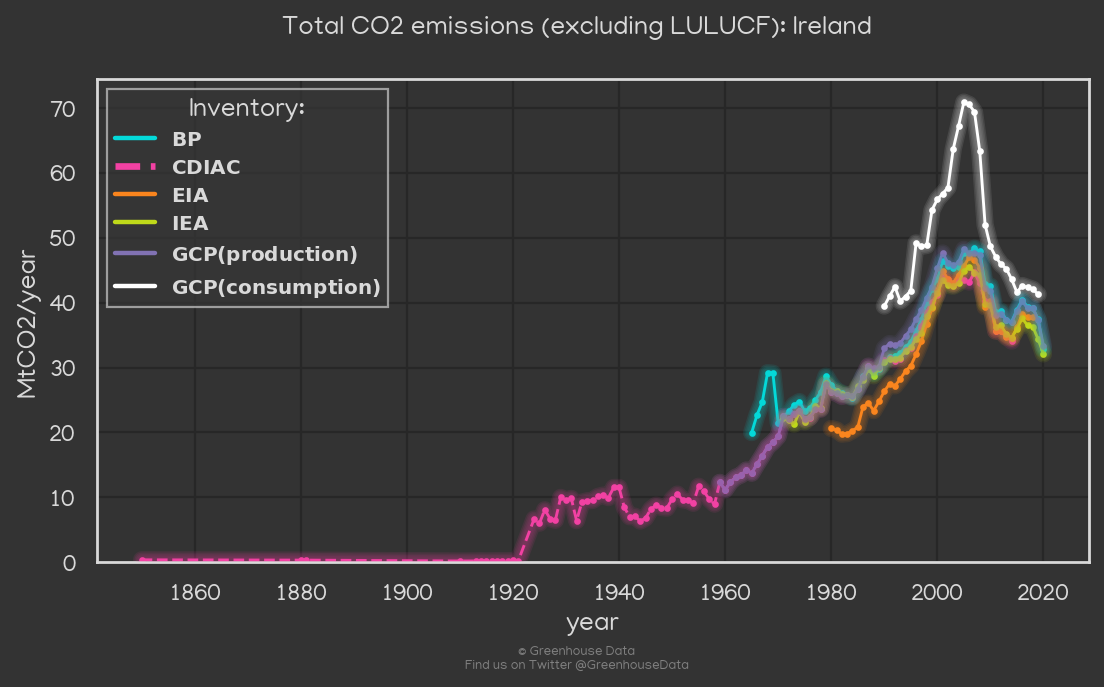 Total CO2 emissions (excluding LULUCF): Ireland
Inventory:
BP
CDIAC
EIA
IEA
GCP(production)
GCP(consumption)
MtCO2/year
70
60
50
40
30
20
10
0
1860 1880 1900 1920 1940 1960 1980 2000 2020
year
© Greenhouse Data
Find us on Twitter @GreenhouseData